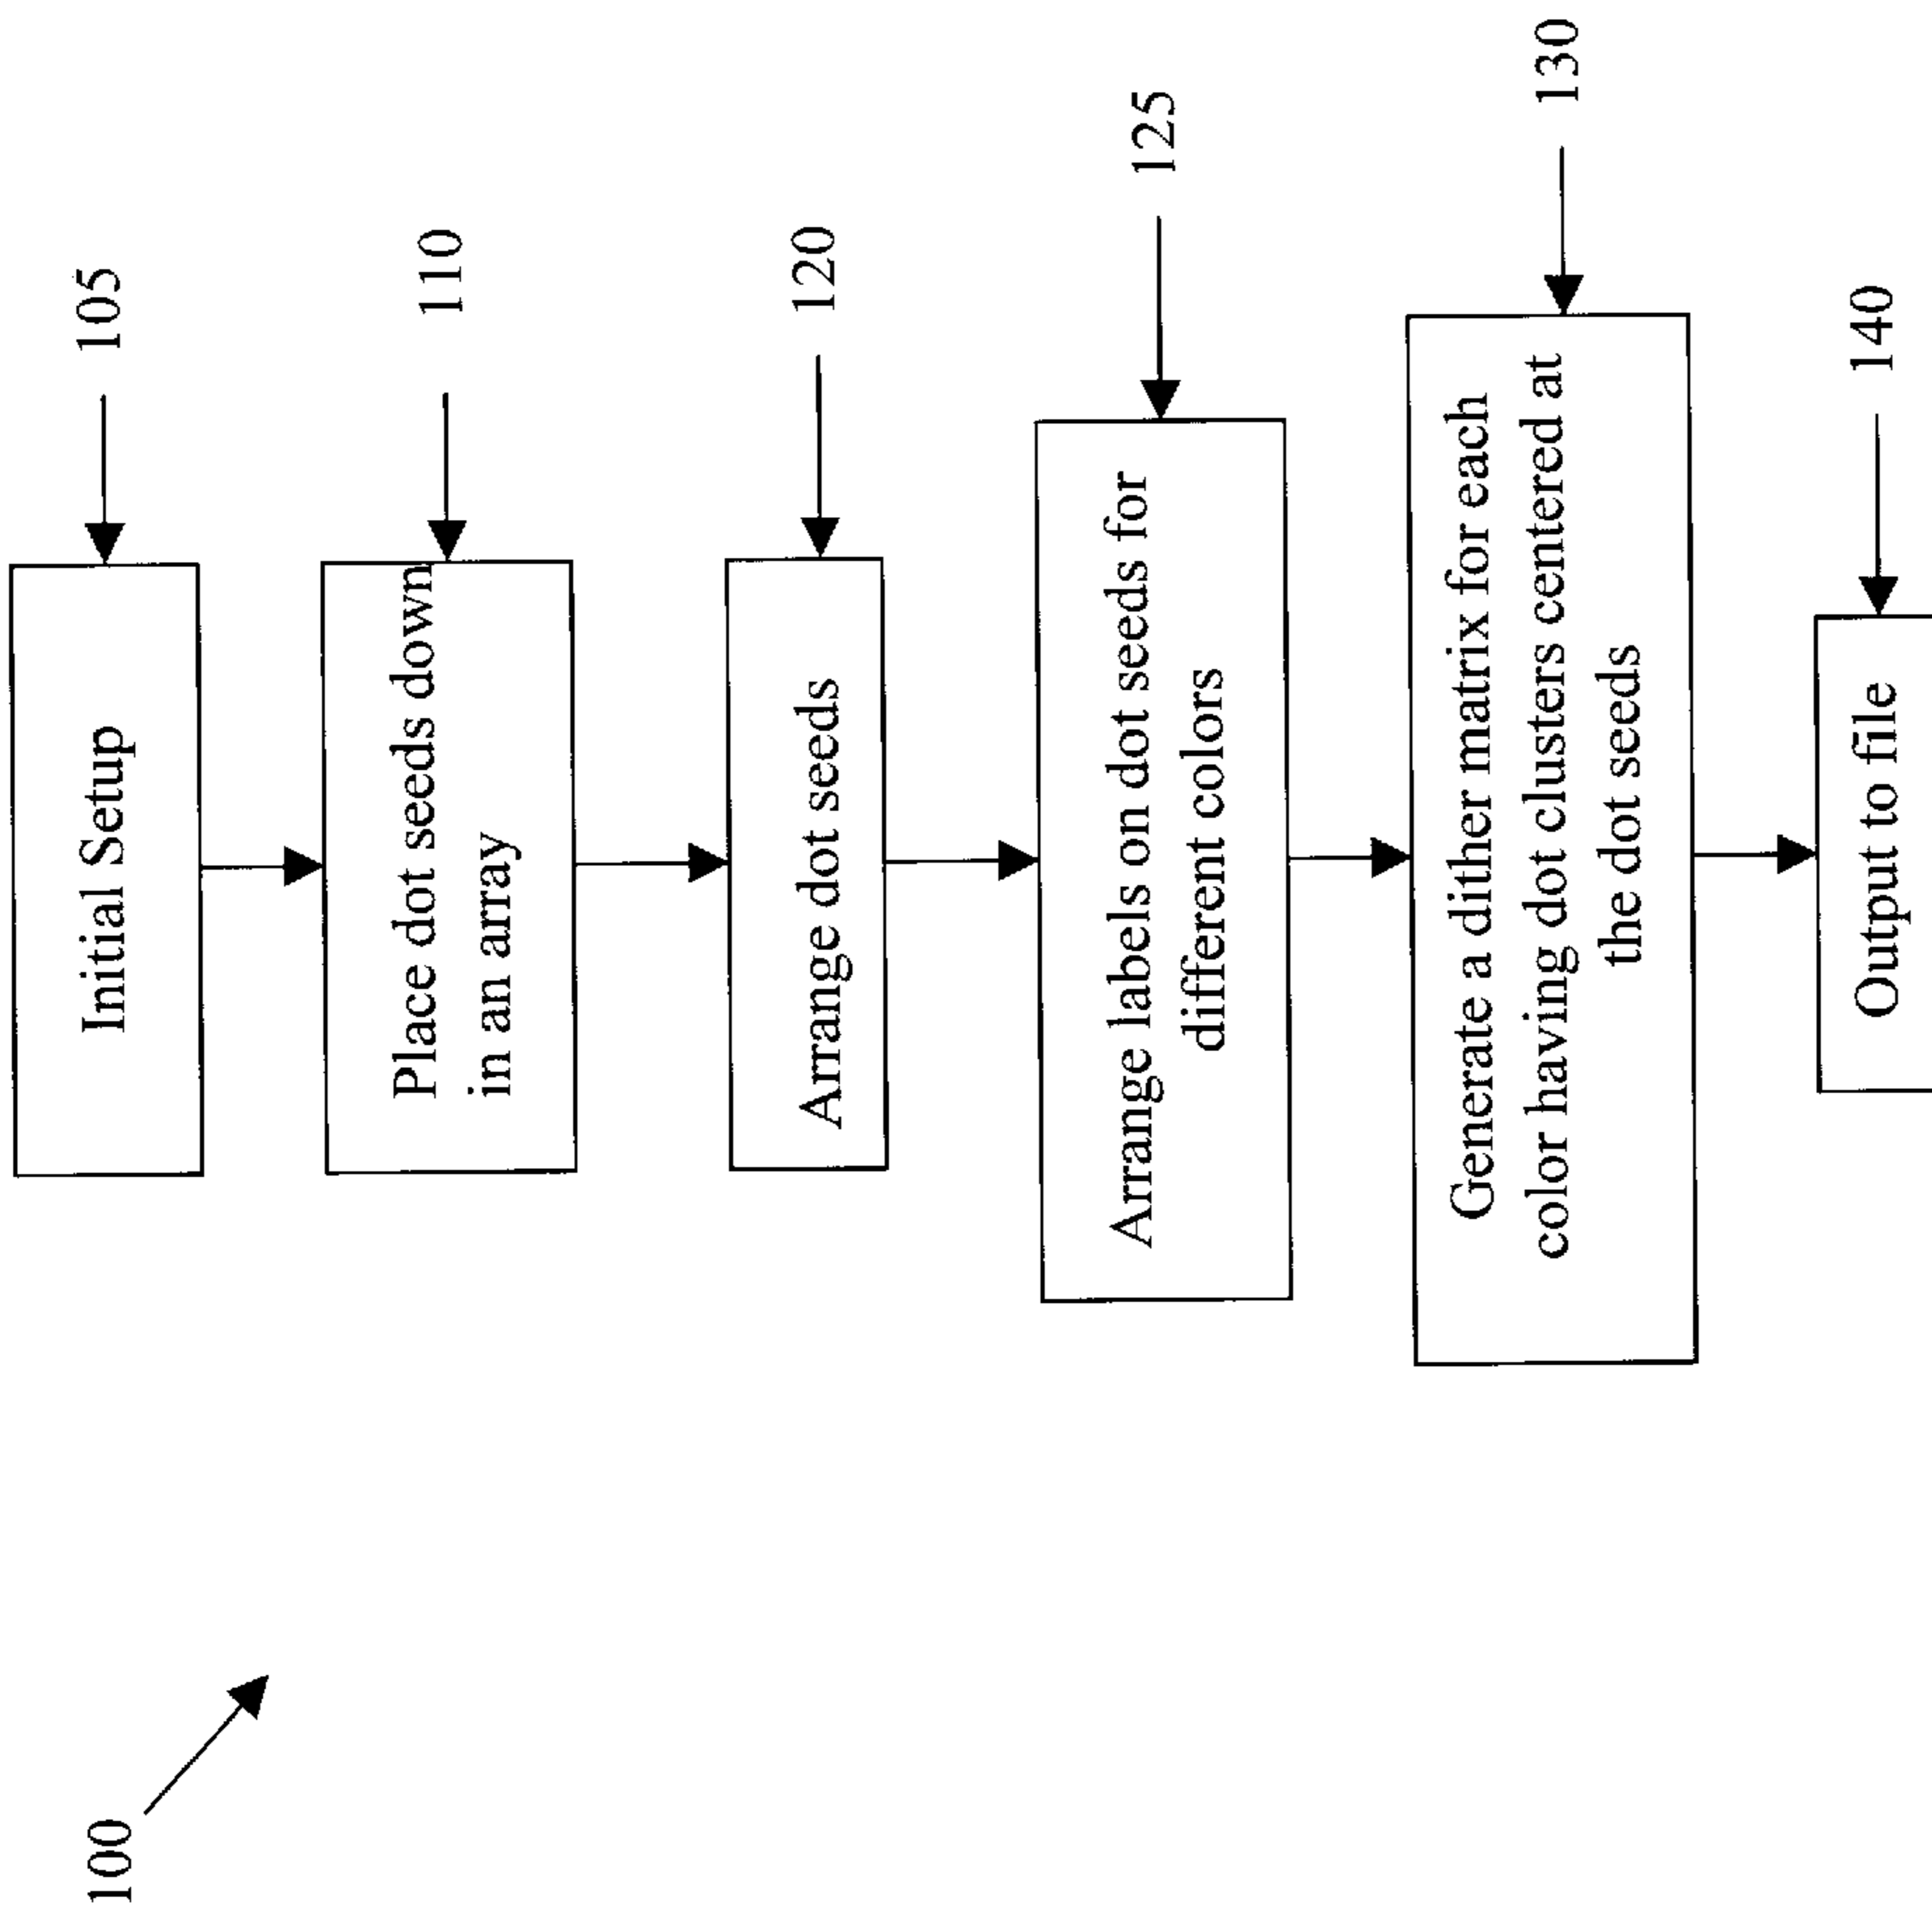 100
Initial Setup
105
Place dot seeds down
in an array
110
Arrange dot seeds
120
Arrange labels on dot seeds for
different colors
125
Generate a dither matrix for each
color having dot clusters centered at
the dot seeds
130
Output to file
140